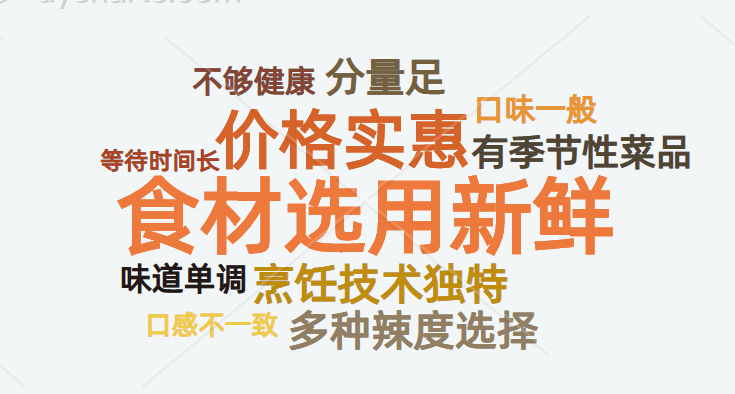 不够健康 分量足
口味一般
价格实惠
有季节性菜品
等待时间长
食材选用新鲜
味道单调 烹饪技术独特
口感不一致 多种辣度选择